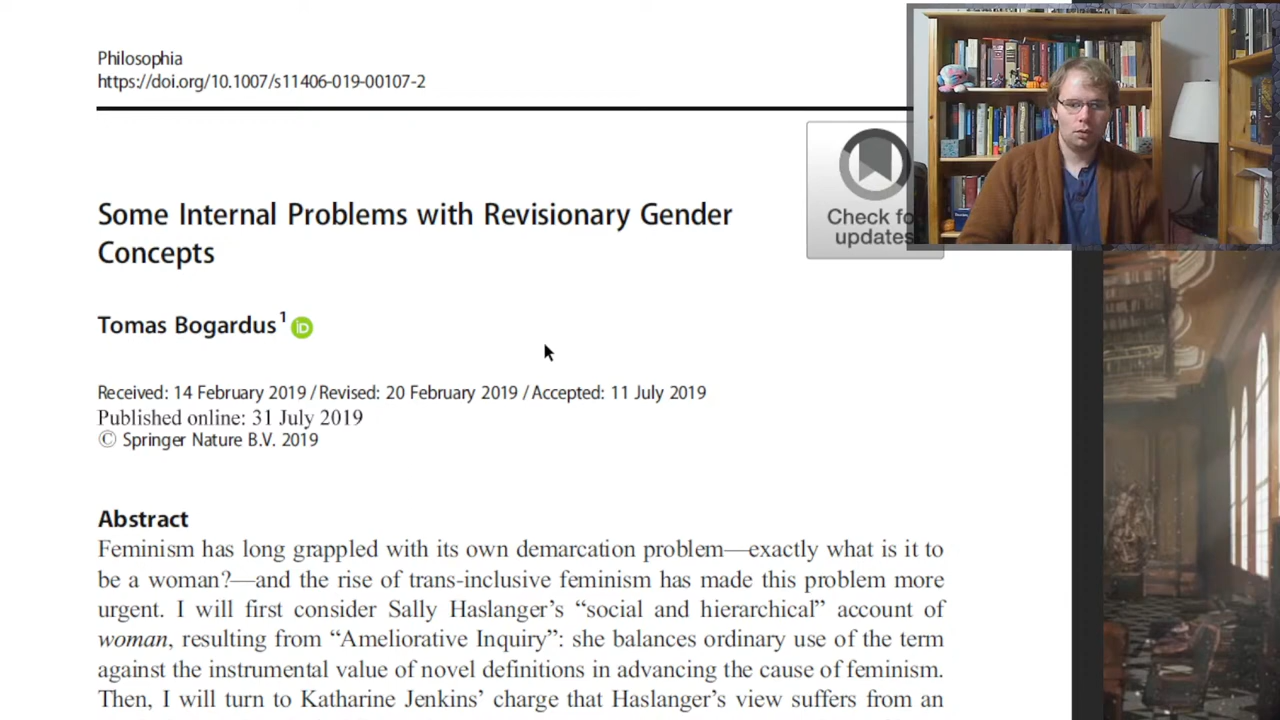 Philosophia
https://doi.org/10.1007/s11406-019-00107-2
Check fo
updates
Some Internal Problems with Revisionary Gender
Concepts
Tomas Bogardus¹ iD
Received: 14 February 2019 / Revised: 20 February 2019 / Accepted: 11 July 2019
Published online: 31 July 2019
© Springer Nature B.V. 2019
Abstract
Feminism has long grappled with its own demarcation problem—exactly what is it to
be a woman?—and the rise of trans-inclusive feminism has made this problem more
urgent. I will first consider Sally Haslanger’s “social and hierarchical” account of
woman, resulting from “Ameliorative Inquiry”: she balances ordinary use of the term
against the instrumental value of novel definitions in advancing the cause of feminism.
Then, I will turn to Katharine Jenkins’ charge that Haslanger’s view suffers from an